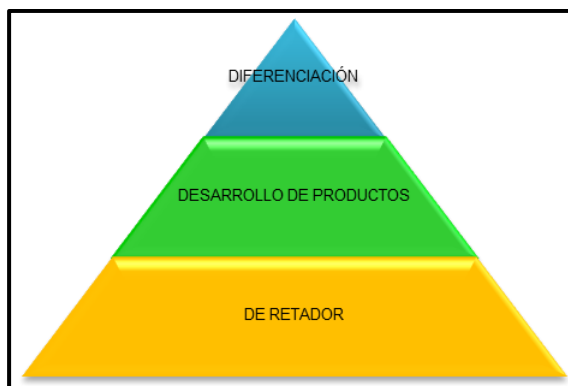 DIFERENCIACIÓN
DESARROLLO DE PRODUCTOS
DE RETADOR